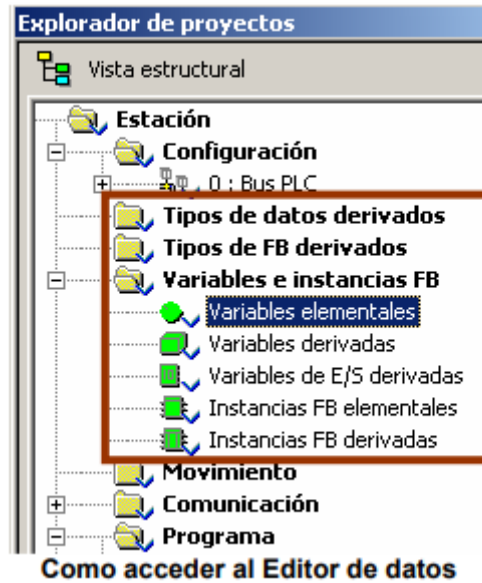 Explorador de proyectos
Vista estructural
Estación
Configuración
0 : Bus PLC
Tipos de datos derivados
Tipos de FB derivados
Variables e instancias FB
Variables elementales
Variables derivadas
Variables de E/S derivadas
Instancias FB elementales
Instancias FB derivadas
Movimiento
Comunicación
Programa
Como acceder al Editor de datos